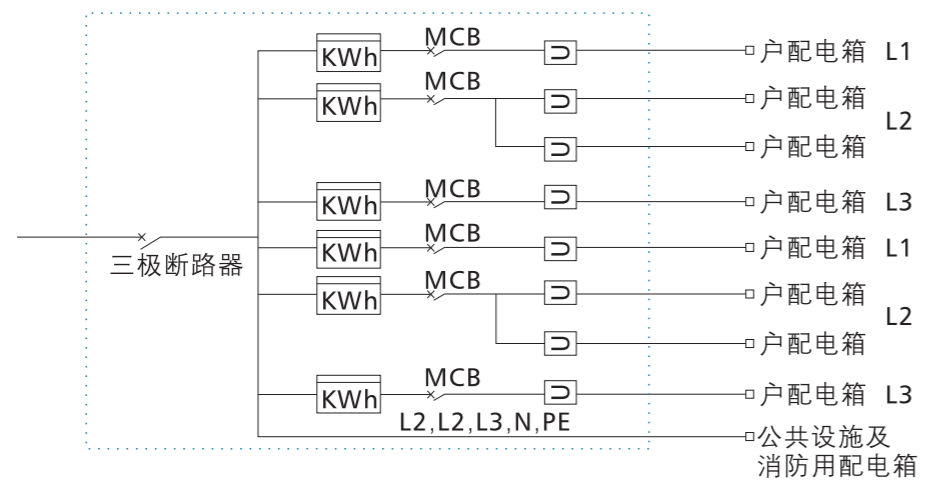 KWh MCB ⊃ 户配电箱 L1
KWh MCB ⊃ 户配电箱
L2
⊃ 户配电箱
KWh MCB ⊃ 户配电箱 L3
KWh MCB ⊃ 户配电箱 L1
三极断路器
KWh MCB ⊃ 户配电箱
L2
⊃ 户配电箱
KWh MCB ⊃ 户配电箱 L3
L2,L2,L3,N,PE
公共设施及
消防用配电箱